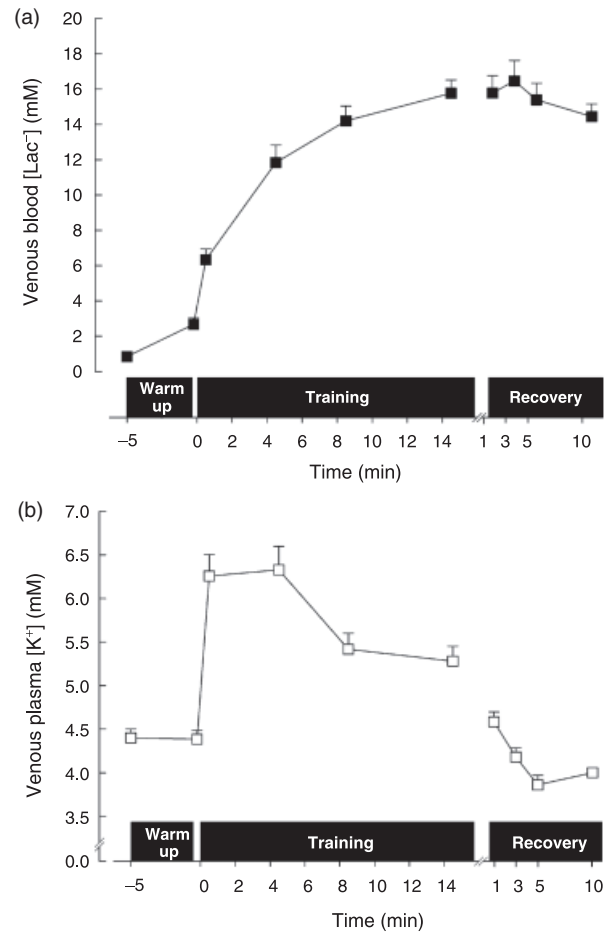 (a)
Venous blood [Lac⁻] (mM)
20
18
16
14
12
10
8
6
4
2
0
Warm
up
Training
Recovery
–5 0 2 4 6 8 10 12 14 1 3 5 10
Time (min)
(b)
Venous plasma [K⁺] (mM)
7.0
6.5
6.0
5.5
5.0
4.5
4.0
3.5
0.0
Warm
up
Training
Recovery
–5 0 2 4 6 8 10 12 14 1 3 5 10
Time (min)